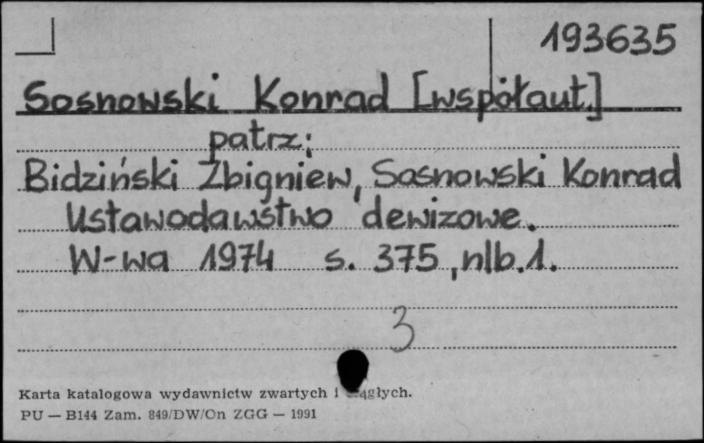 193635
Sosnowski Konrad [współaut.]
patrz:
Bidziński Zbigniew, Sosnowski Konrad
Ustawodawstwo dewizowe.
W-wa 1974 s. 375, nlb. 1.
3
Karta katalogowa wydawnictw zwartych i
PU — B144 Zam. 849/DW/On ZGG — 1991